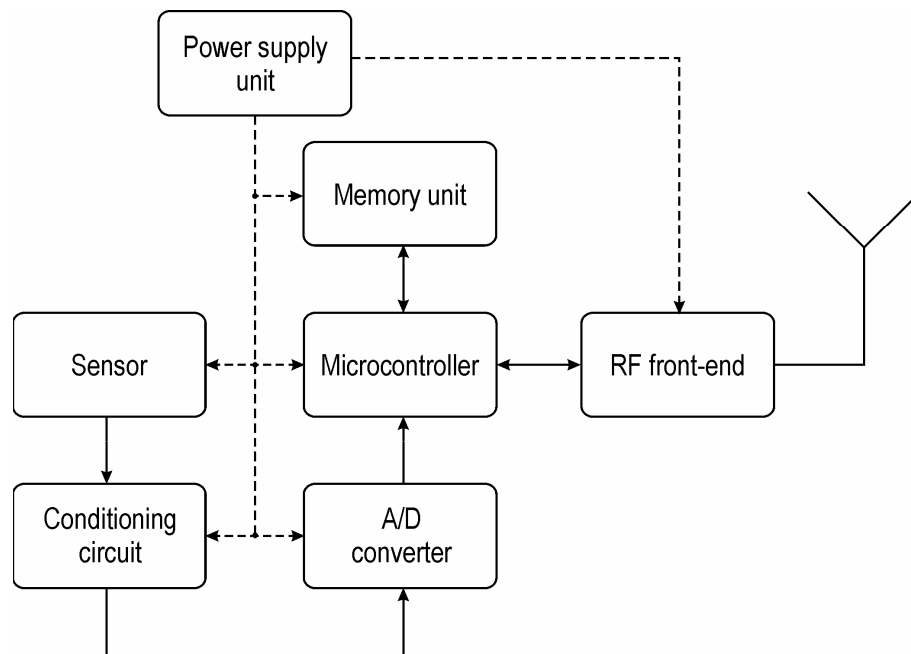 Power supply
unit
Memory unit
Sensor
Microcontroller
RF front-end
Conditioning
circuit
A/D
converter